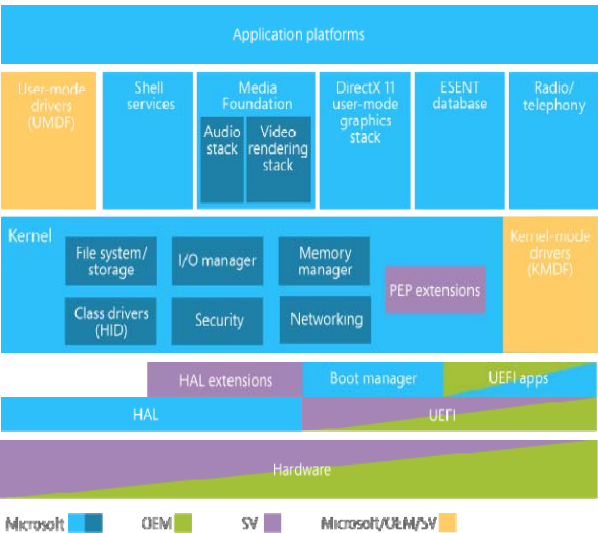 Application platforms
User-mode
drivers
(UMDF)
Shell
services
Media
Foundation
Audio
stack
Video
rendering
stack
DirectX 11
user-mode
graphics
stack
ESENT
database
Radio/
telephony
Kernel
File system/
storage
I/O manager
Memory
manager
PEP extensions
Class drivers
(HID)
Security
Networking
Kernel-mode
drivers
(KMDF)
HAL extensions
Boot manager
UEFI apps
HAL
UEFI
Hardware
Microsoft
OEM
SV
Microsoft/OEM/SV